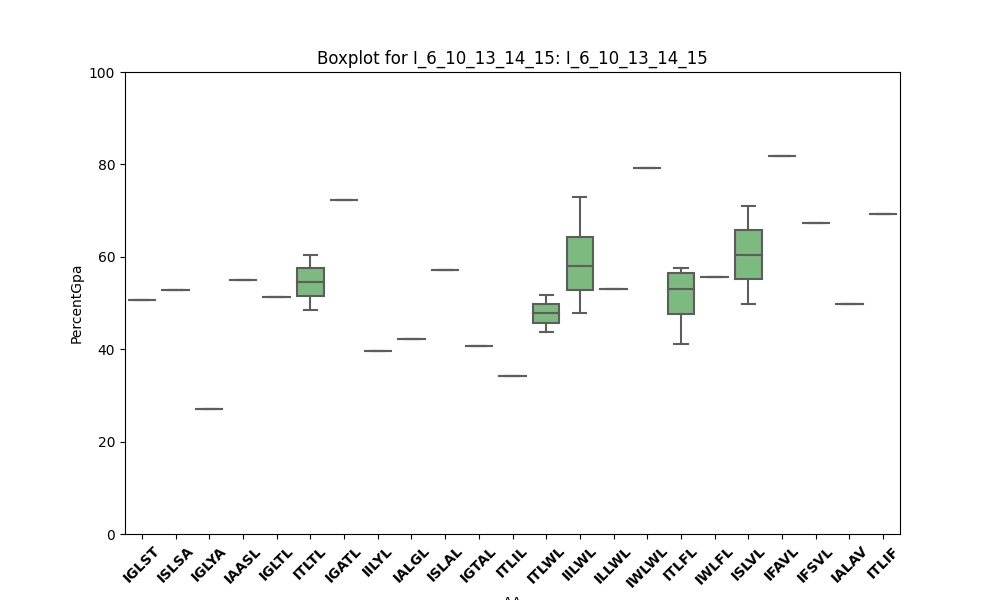 Boxplot for I_6_10_13_14_15: I_6_10_13_14_15
PercentGpa
100
80
60
40
20
0
IGLST ISLSA IGLYA IAASL IGLTL ITLTL IGATL IILYL IALGL ISLAL IGTAL ITLIL ITLWL IILWL ILLWL IWLWL ITLFL IWLFL ISLVL IFAVL IFSVL IALAV ITLIF